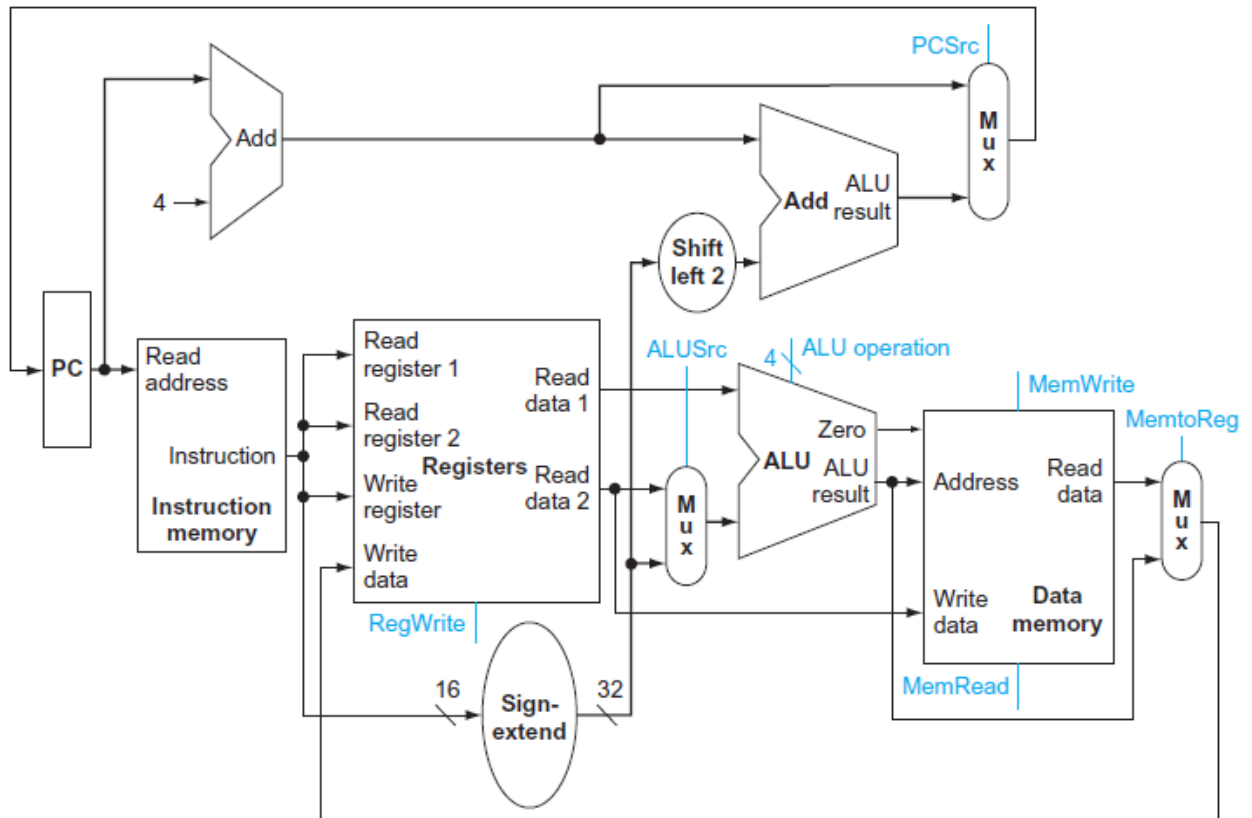 PCSrc
Add
4
M
u
x
Add
ALU
result
Shift
left 2
PC
Read
address
Instruction
Instruction
memory
Read
register 1
Read
register 2
Write
register
Write
data
Registers
Read
data 1
Read
data 2
RegWrite
16
Sign-
extend
32
ALUSrc
M
u
x
4
ALU operation
Zero
ALU
ALU
result
MemWrite
Address
Read
data
Write
data
Data
memory
MemRead
MemtoReg
M
u
x